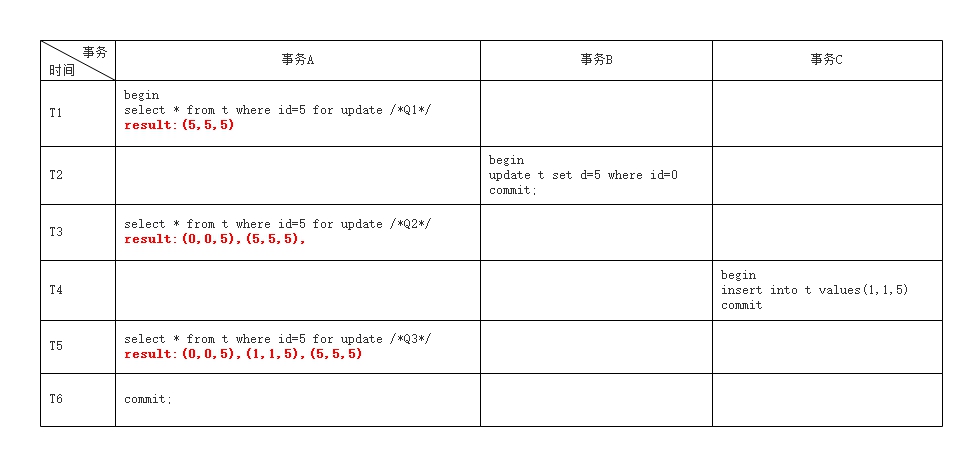 事务
时间
事务A
事务B
事务C
T1
begin
select * from t where id=5 for update /*Q1*/
result:(5,5,5)
T2
begin
update t set d=5 where id=0
commit;
T3
select * from t where id=5 for update /*Q2*/
result:(0,0,5),(5,5,5),
T4
begin
insert into t values(1,1,5)
commit
T5
select * from t where id=5 for update /*Q3*/
result:(0,0,5),(1,1,5),(5,5,5)
T6
commit;